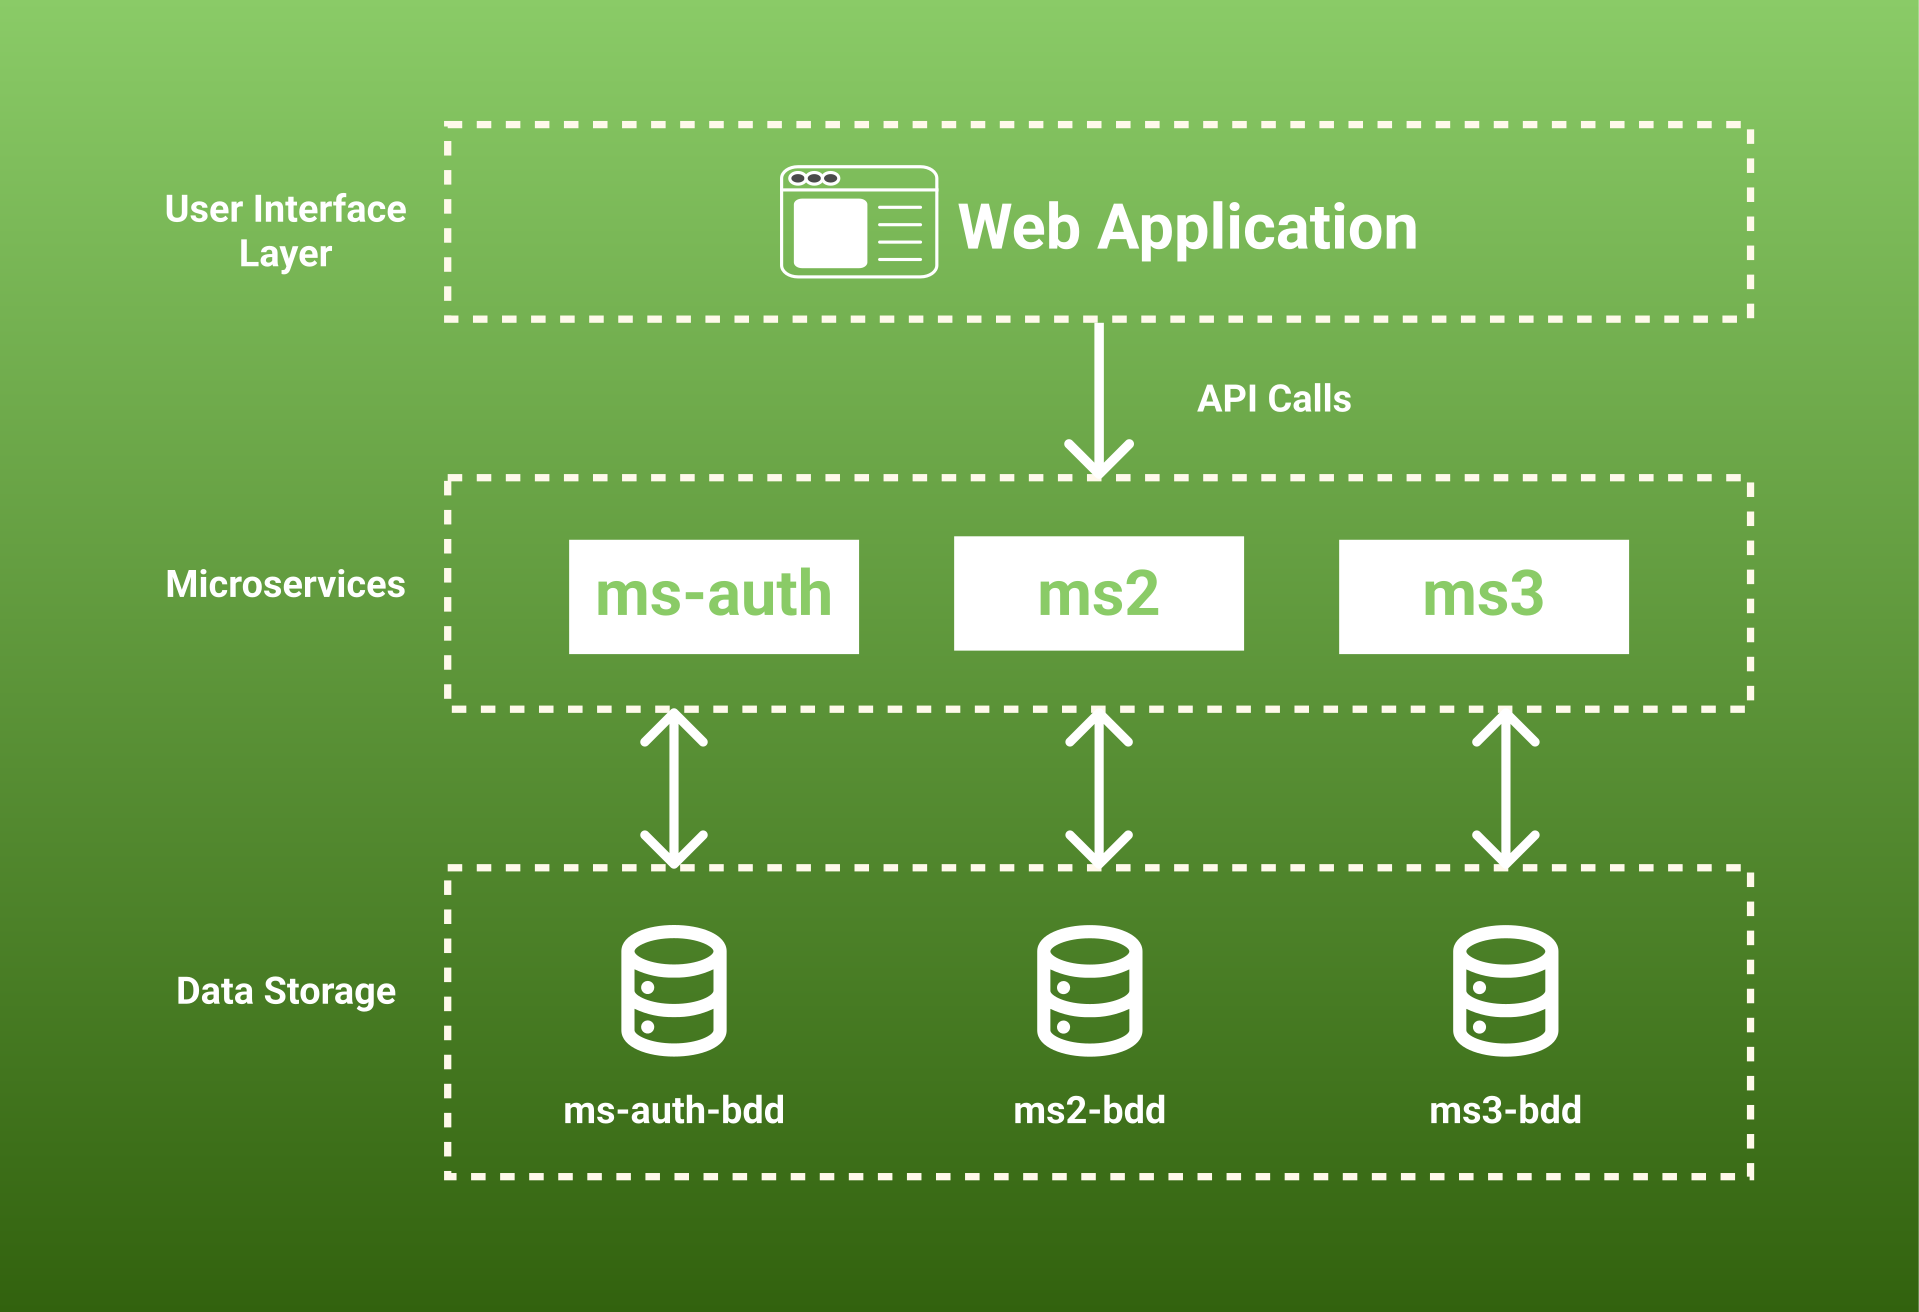 User Interface
Layer
Web Application
API Calls
Microservices
ms-auth
ms2
ms3
Data Storage
ms-auth-bdd
ms2-bdd
ms3-bdd